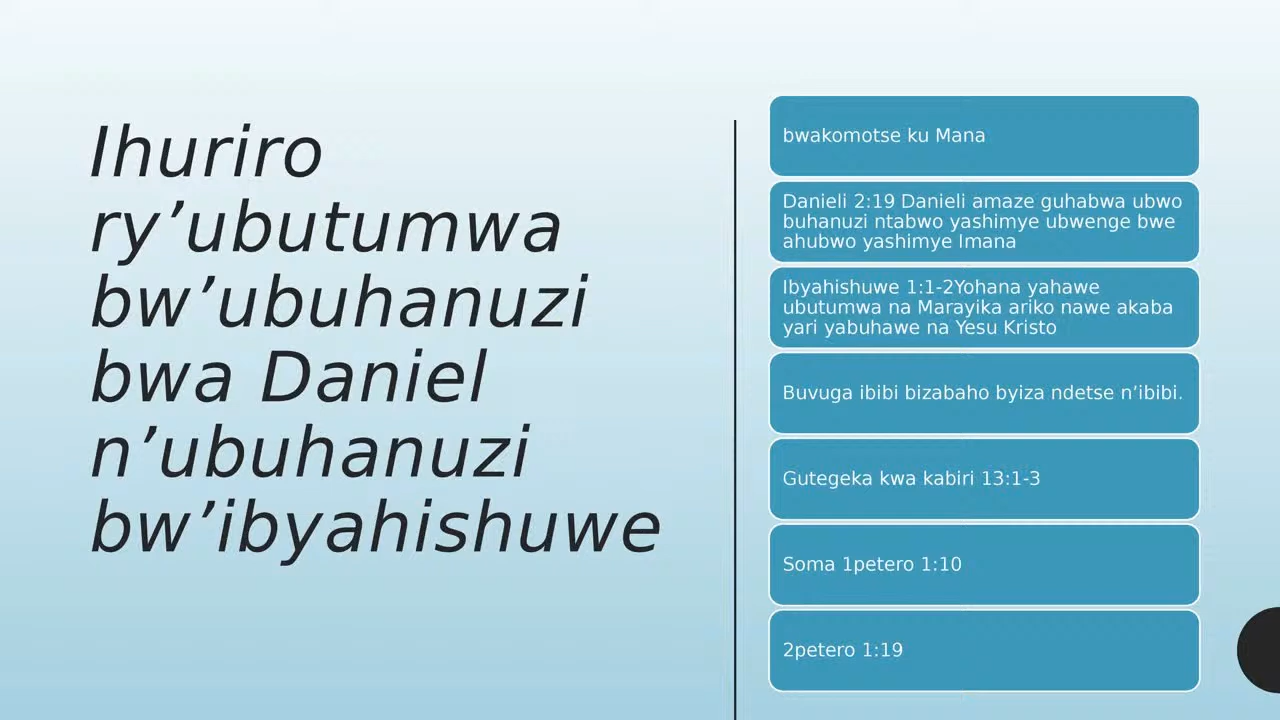 Ihuriro
ry’ubutumwa
bw’ubuhanuzi
bwa Daniel
n’ubuhanuzi
bw’ibyahishuwe
bwakomotse ku Mana
Danieli 2:19 Danieli amaze guhabwa ubwo
buhanuzi ntabwo yashimye ubwenge bwe
ahubwo yashimye Imana
Ibyahishuwe 1:1-2Yohana yahawe
ubutumwa na Marayika ariko nawe akaba
yari yabuhawe na Yesu Kristo
Buvuga ibibi bizabaho byiza ndetse n’ibibi.
Gutegeka kwa kabiri 13:1-3
Soma 1petero 1:10
2petero 1:19